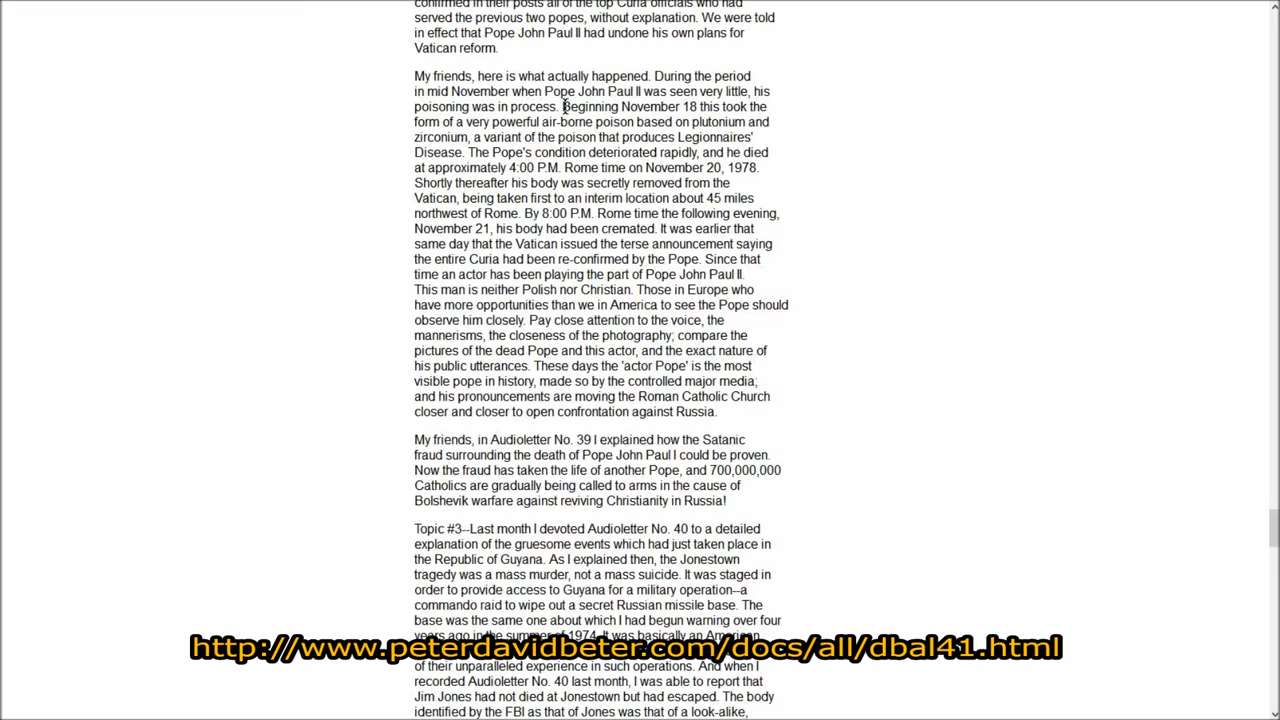 confirmed in their posts all of the top Curia officials who had
served the previous two popes, without explanation. We were told
in effect that Pope John Paul II had undone his own plans for
Vatican reform.
My friends, here is what actually happened. During the period
in mid November when Pope John Paul II was seen very little, his
poisoning was in process. Beginning November 18 this took the
form of a very powerful air-borne poison based on plutonium and
zirconium, a variant of the poison that produces Legionnaires'
Disease. The Pope's condition deteriorated rapidly, and he died
at approximately 4:00 P.M. Rome time on November 20, 1978.
Shortly thereafter his body was secretly removed from the
Vatican, being taken first to an interim location about 45 miles
northwest of Rome. By 8:00 P.M. Rome time the following evening,
November 21, his body had been cremated. It was earlier that
same day that the Vatican issued the terse announcement saying
the entire Curia had been re-confirmed by the Pope. Since that
time an actor has been playing the part of Pope John Paul II.
This man is neither Polish nor Christian. Those in Europe who
have more opportunities than we in America to see the Pope should
observe him closely. Pay close attention to the voice, the
mannerisms, the closeness of the photography; compare the
pictures of the dead Pope and this actor, and the exact nature of
his public utterances. These days the 'actor Pope' is the most
visible pope in history, made so by the controlled major media;
and his pronouncements are moving the Roman Catholic Church
closer and closer to open confrontation against Russia.
My friends, in Audioletter No. 39 I explained how the Satanic
fraud surrounding the death of Pope John Paul I could be proven.
Now the fraud has taken the life of another Pope, and 700,000,000
Catholics are gradually being called to arms in the cause of
Bolshevik warfare against reviving Christianity in Russia!
Topic #3--Last month I devoted Audioletter No. 40 to a detailed
explanation of the gruesome events which had just taken place in
the Republic of Guyana. As I explained then, the Jonestown
tragedy was a mass murder, not a mass suicide. It was staged in
order to provide access to Guyana for a military operation--a
commando raid to wipe out a secret Russian missile base. The
base was the same one about which I had begun warning over four
years ago in the summer of 1974. It was basically an American
http://www.peterdavidbeter.com/docs/all/dbal41.html
of their unparalleled experience in such operations. And when I
recorded Audioletter No. 40 last month, I was able to report that
Jim Jones had not died at Jonestown but had escaped. The body
identified by the FBI as that of Jones was that of a look-alike,